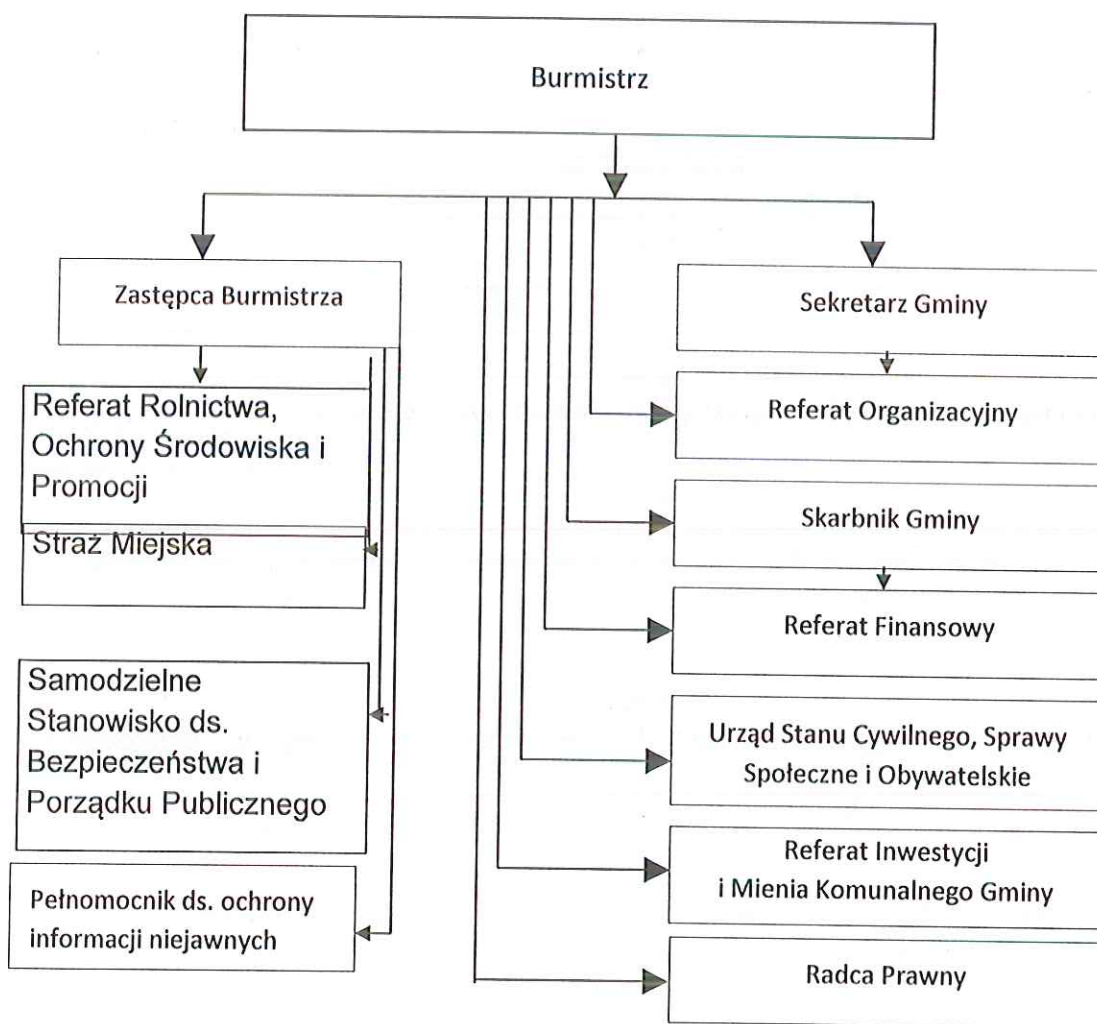 Burmistrz
Zastępca Burmistrza
Referat Rolnictwa,
Ochrony Środowiska i
Promocji
Straż Miejska
Samodzielne
Stanowisko ds.
Bezpieczeństwa i
Porządku Publicznego
Pełnomocnik ds. ochrony
informacji niejawnych
Sekretarz Gminy
Referat Organizacyjny
Skarbnik Gminy
Referat Finansowy
Urząd Stanu Cywilnego, Sprawy
Społeczne i Obywatelskie
Referat Inwestycji
i Mienia Komunalnego Gminy
Radca Prawny